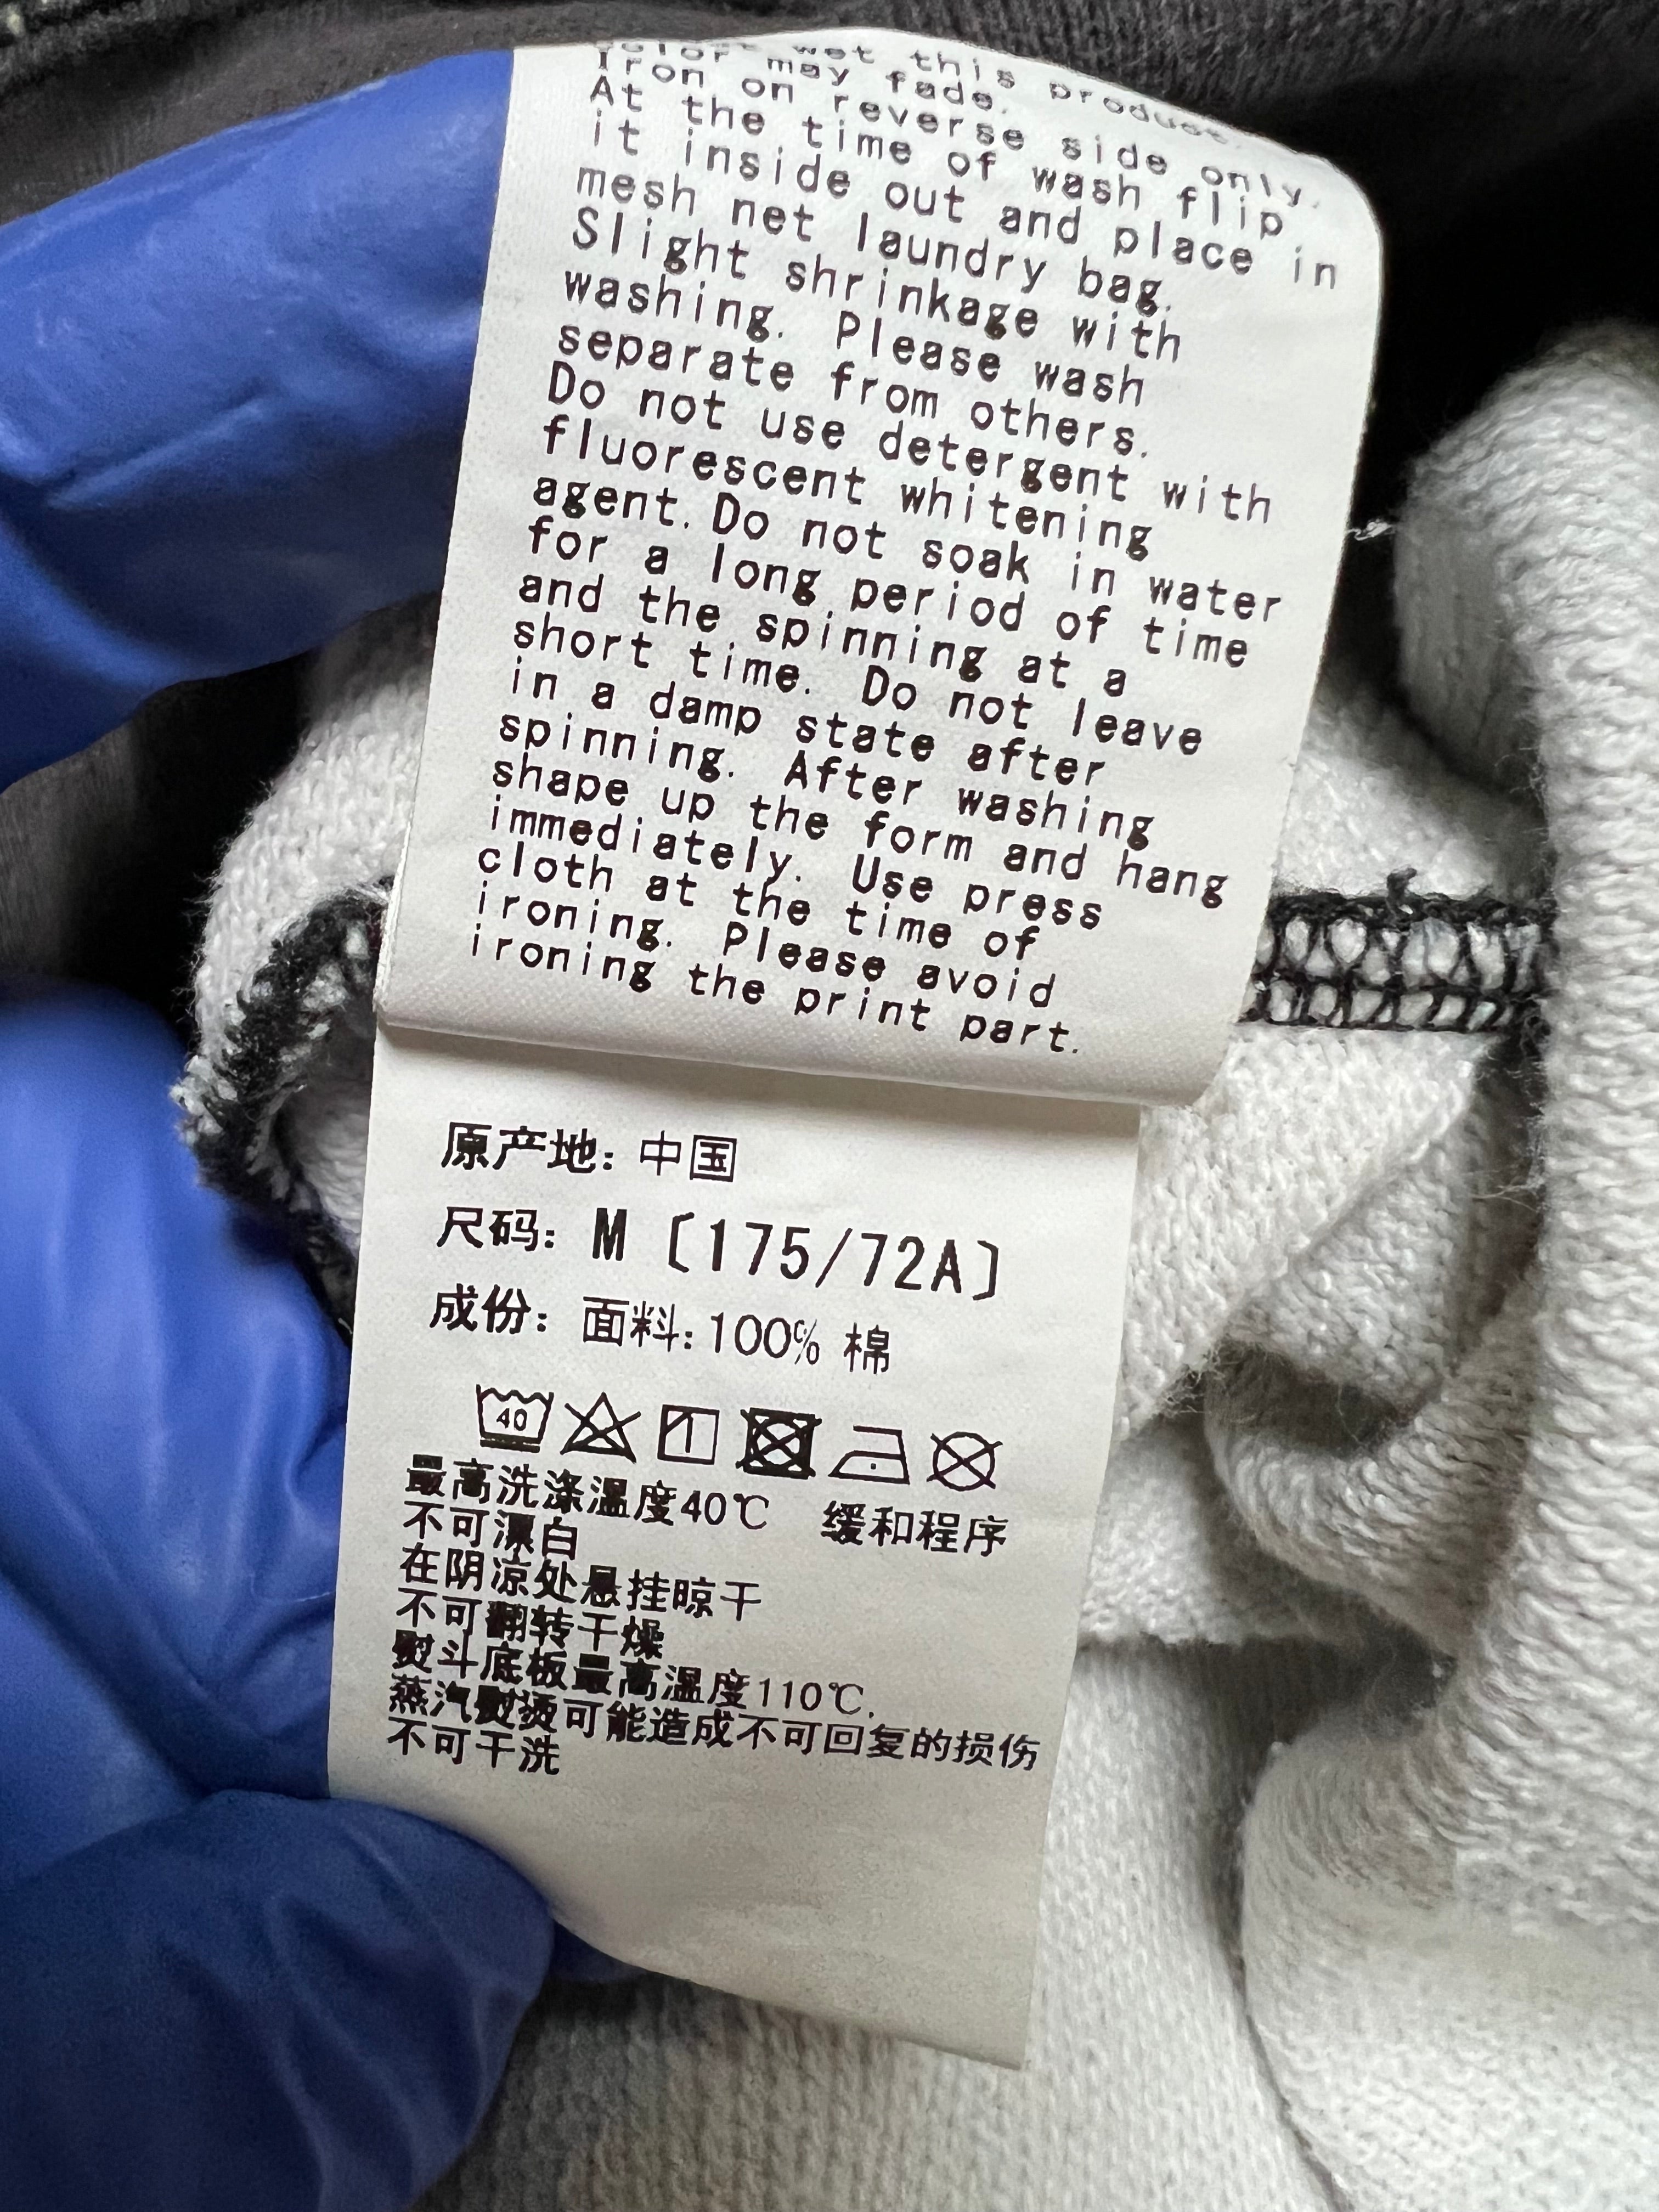 color wet this product
may fade.
Iron on reverse side only.
At the time of wash flip
it inside out and place in
mesh net laundry bag.
Slight shrinkage with
washing. Please wash
separate from others.
Do not use detergent with
fluorescent whitening
agent. Do not soak in water
for a long period of time
and the spinning at a
short time. Do not leave
in a damp state after
spinning. After washing
shape up the form and hang
immediately. Use press
cloth at the time of
ironing. Please avoid
ironing the print part.
原产地: 中国
尺码: M 〔175/72A〕
成份: 面料: 100% 棉
40
最高洗涤温度40℃ 缓和程序
不可漂白
在阴凉处悬挂晾干
不可翻转干燥
熨斗底板最高温度110℃.
蒸汽熨烫可能造成不可回复的损伤
不可干洗